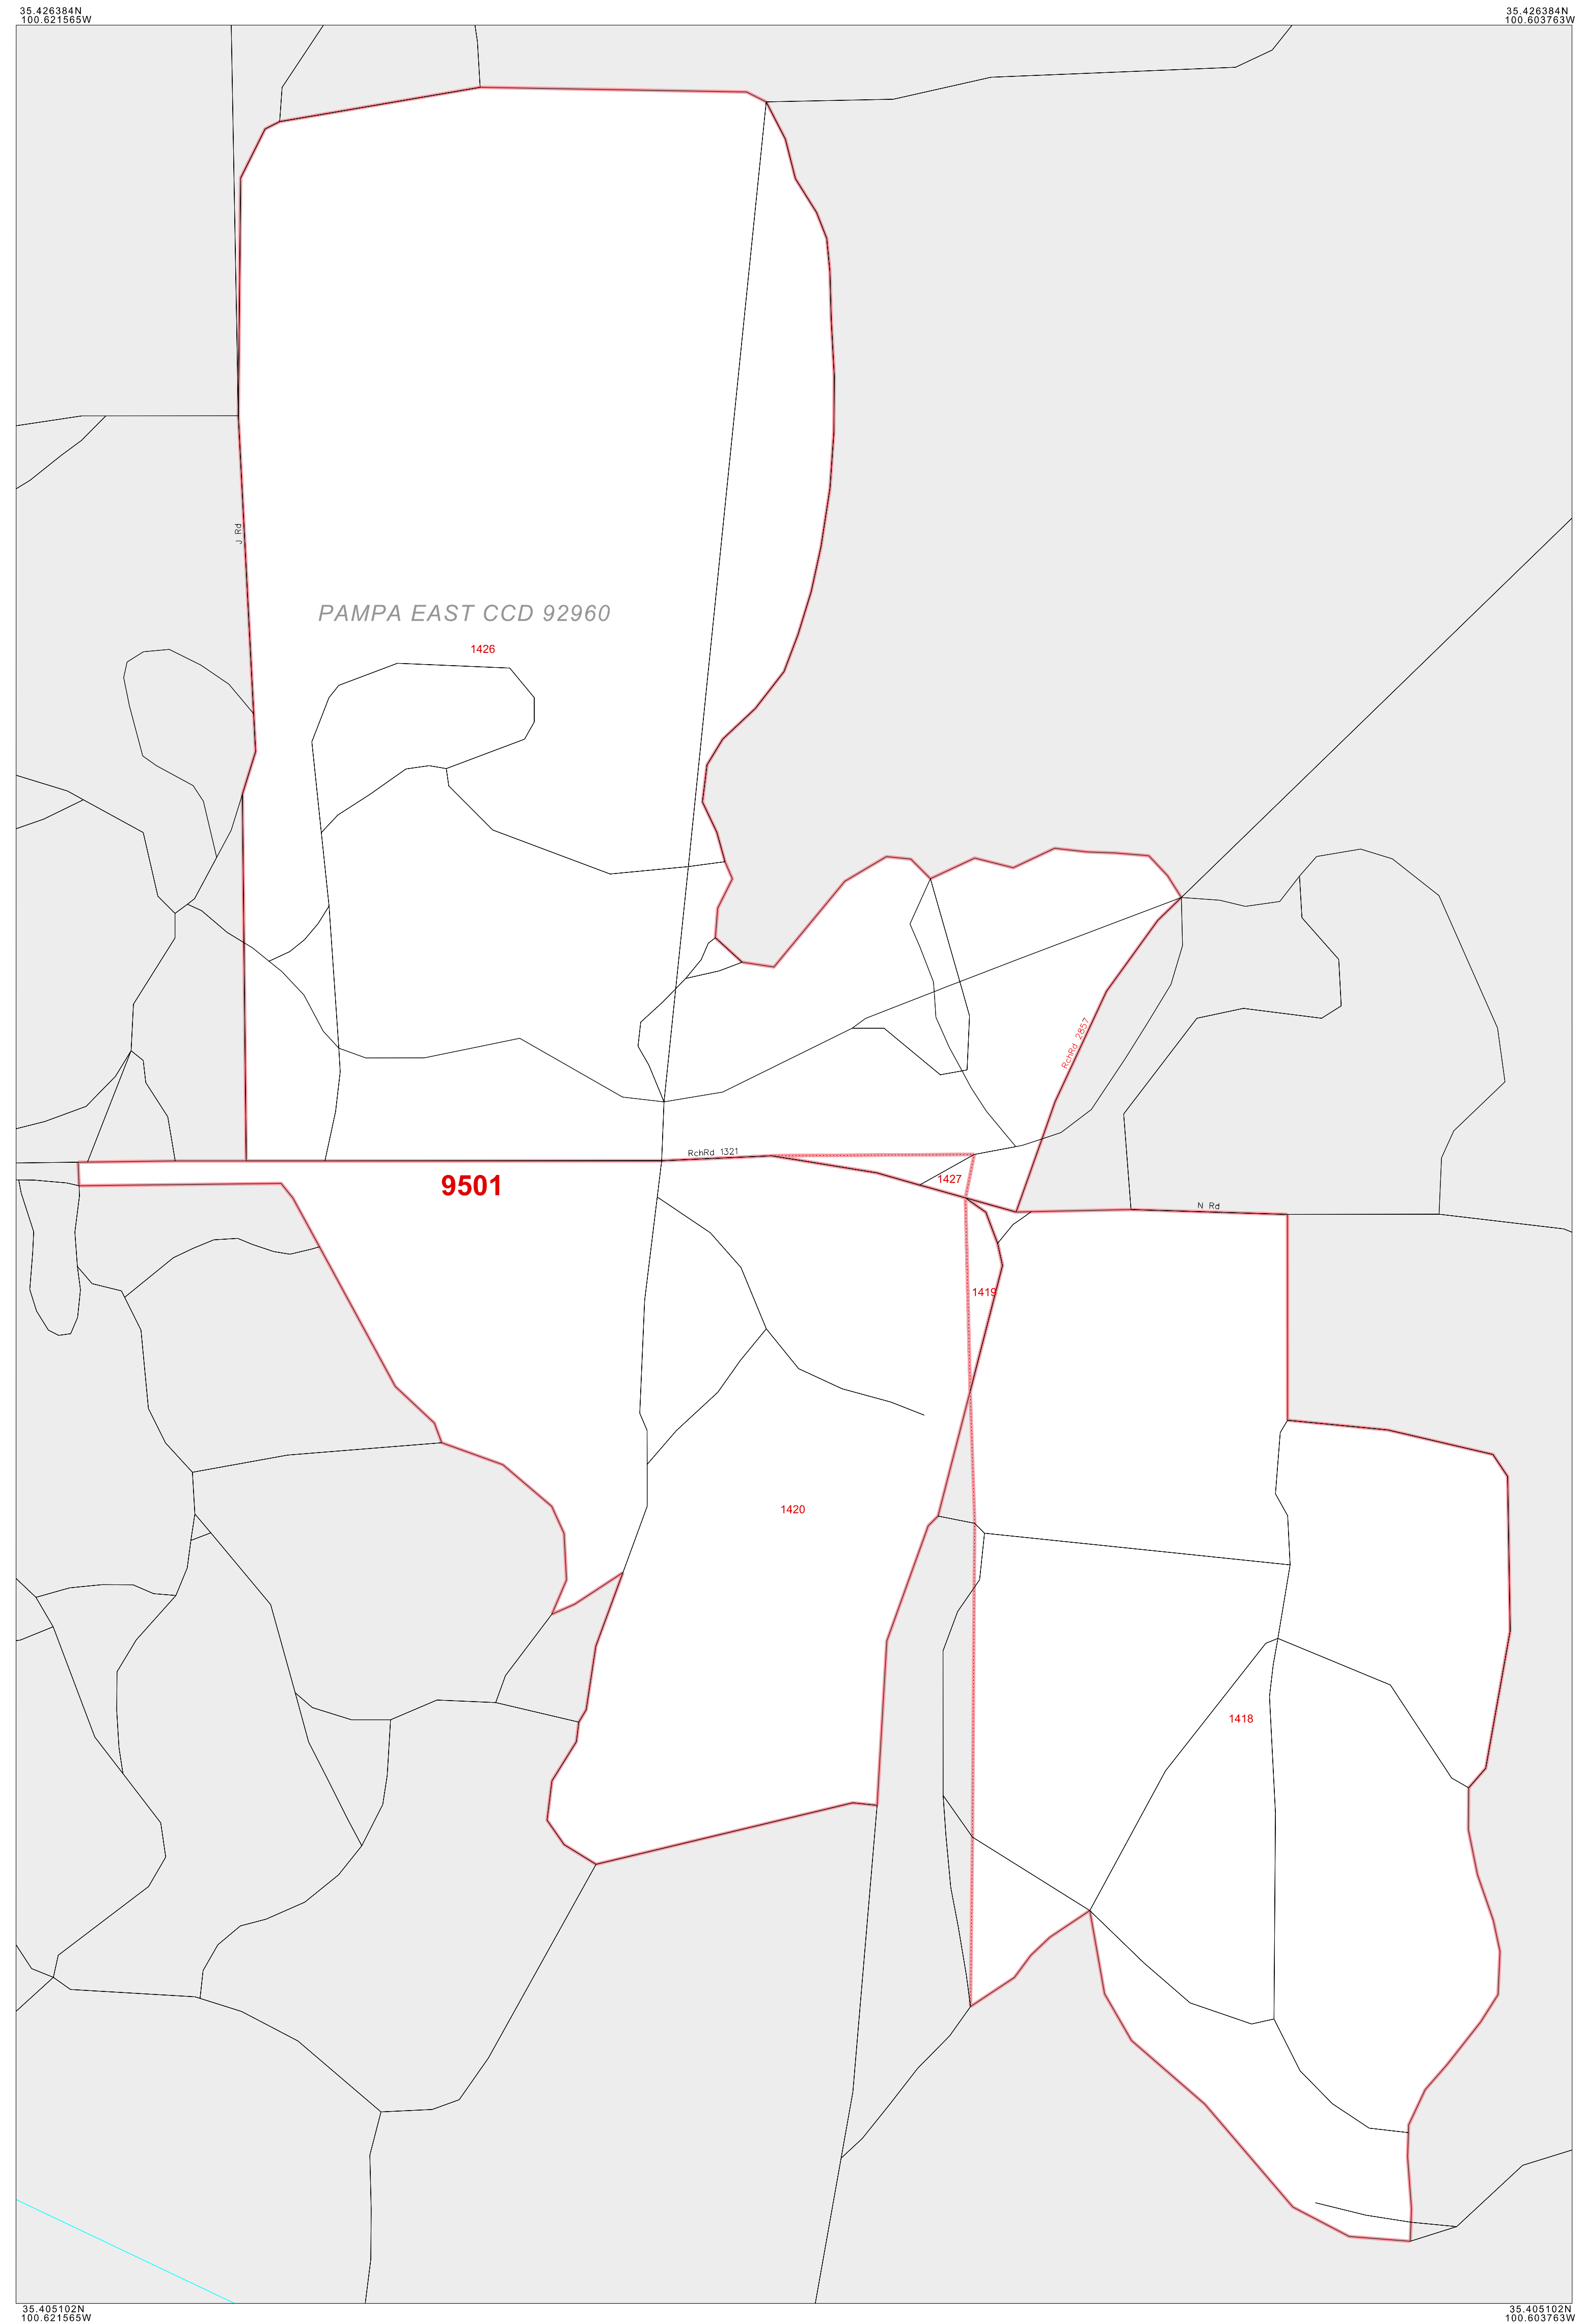 35.426384N
100.621565W
35.426384N
100.603763W
J Rd
PAMPA EAST CCD 92960
1426
RchRd 2857
RchRd 1321
1427
9501
N Rd
1419
1420
1418
35.405102N
100.621565W
35.405102N
100.603763W